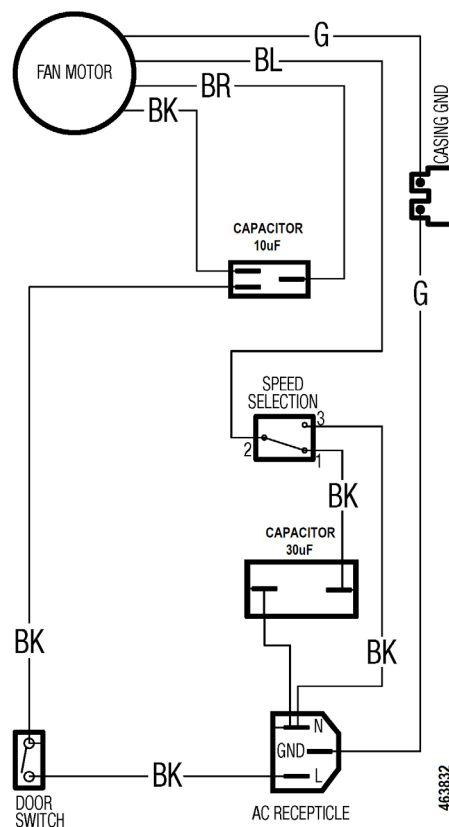 G
FAN MOTOR
BL
BR
BK
CASING GND
CAPACITOR
10uF
G
SPEED
SELECTION
3
2
1
BK
CAPACITOR
30uF
BK
BK
N
GND
L
BK
DOOR
SWITCH
AC RECEPTICLE
463832